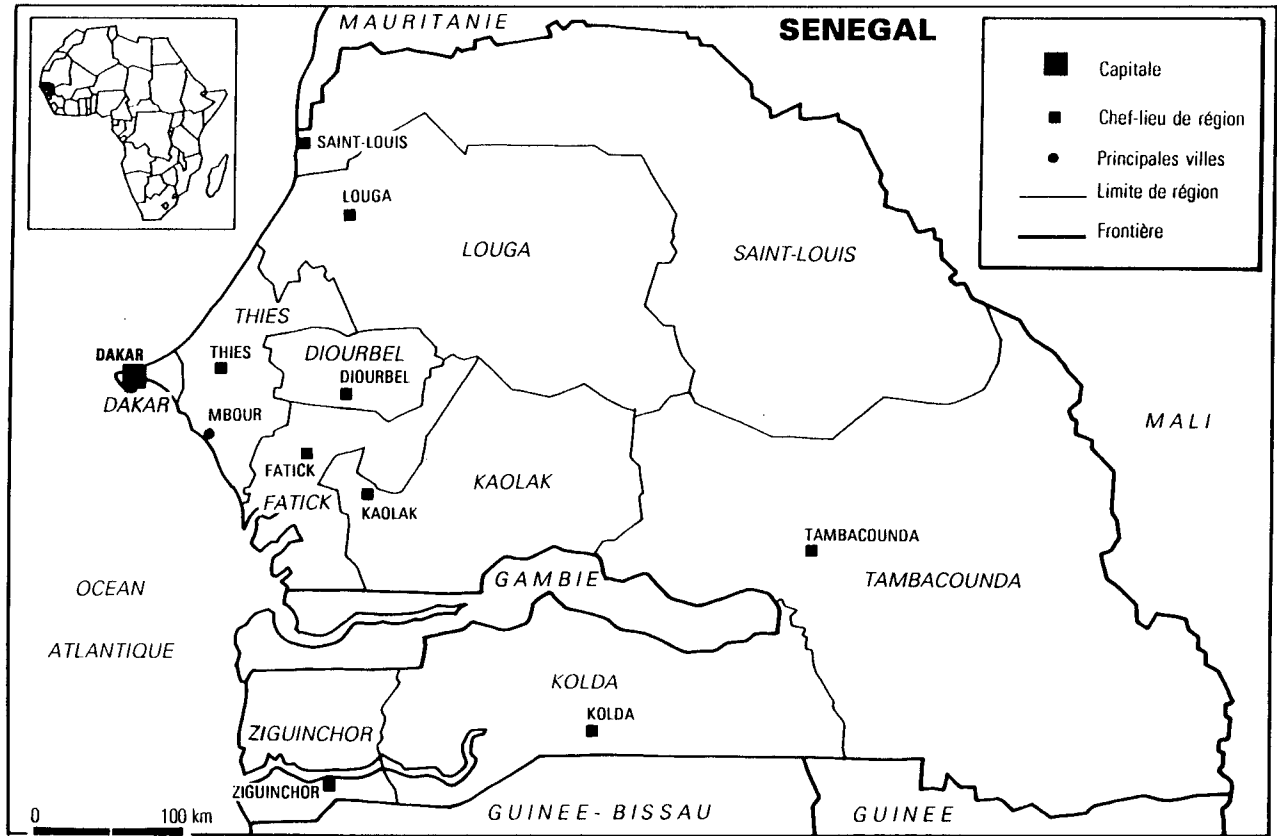 MAURITANIE
SENEGAL
Capitale
Chef-lieu de région
Principales villes
Limite de région
Frontière
SAINT-LOUIS
LOUGA
LOUGA
SAINT-LOUIS
THIES
DAKAR
THIES
DIOURBEL
DIOURBEL
DAKAR
MBOUR
MALI
FATICK
FATICK
KAOLAK
KAOLAK
TAMBACOUNDA
TAMBACOUNDA
GAMBIE
OCEAN
ATLANTIQUE
KOLDA
KOLDA
ZIGUINCHOR
ZIGUINCHOR
0 100 km
GUINEE-BISSAU
GUINEE